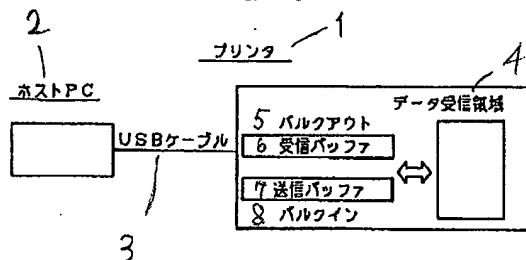 2
1
プリンタ
ホストPC
4
データ受信領域
5 バルクアウト
USBケーブル
6 受信バッファ
7 送信バッファ
8 バルクイン
3